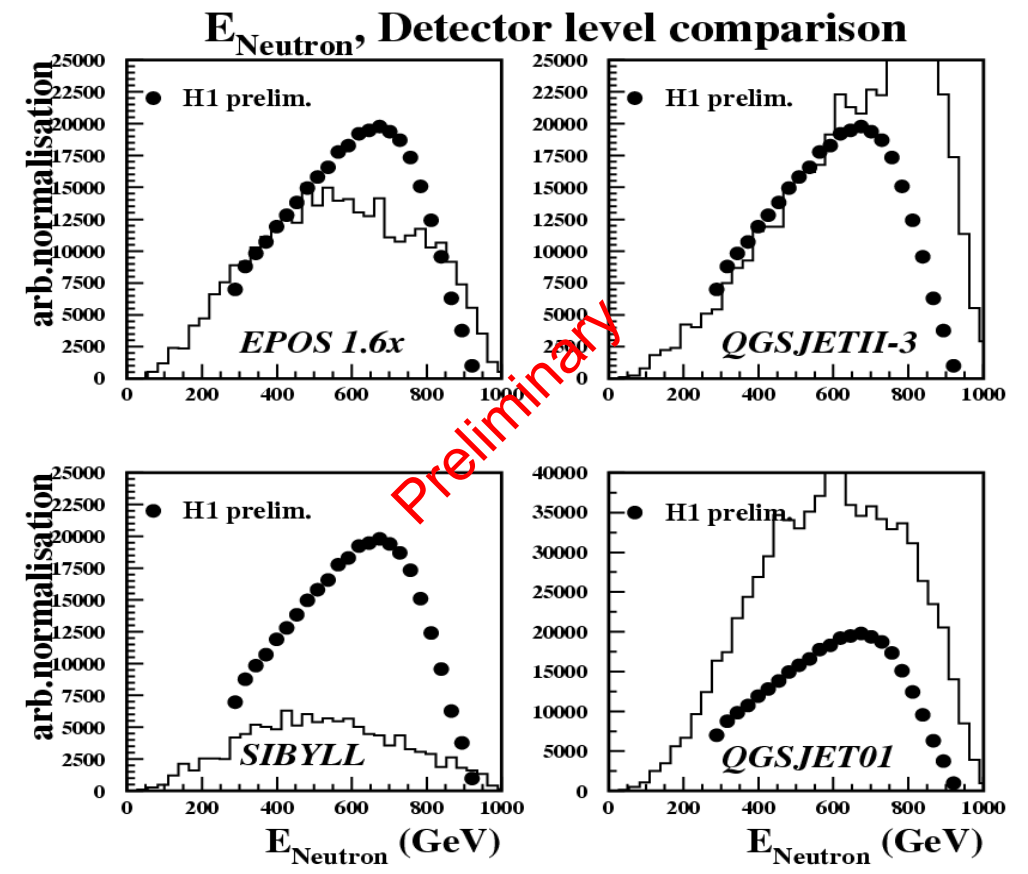 E_Neutron, Detector level comparison
arb.normalisation
25000
22500
20000
17500
15000
12500
10000
7500
5000
2500
0
H1 prelim.
EPOS 1.6x
0 200 400 600 800 1000
25000
22500
20000
17500
15000
12500
10000
7500
5000
2500
0
H1 prelim.
QGSJETII-3
0 200 400 600 800 1000
Preliminary
arb.normalisation
25000
22500
20000
17500
15000
12500
10000
7500
5000
2500
0
H1 prelim.
SIBYLL
0 200 400 600 800 1000
E_Neutron (GeV)
40000
35000
30000
25000
20000
15000
10000
5000
0
H1 prelim.
QGSJET01
0 200 400 600 800 1000
E_Neutron (GeV)